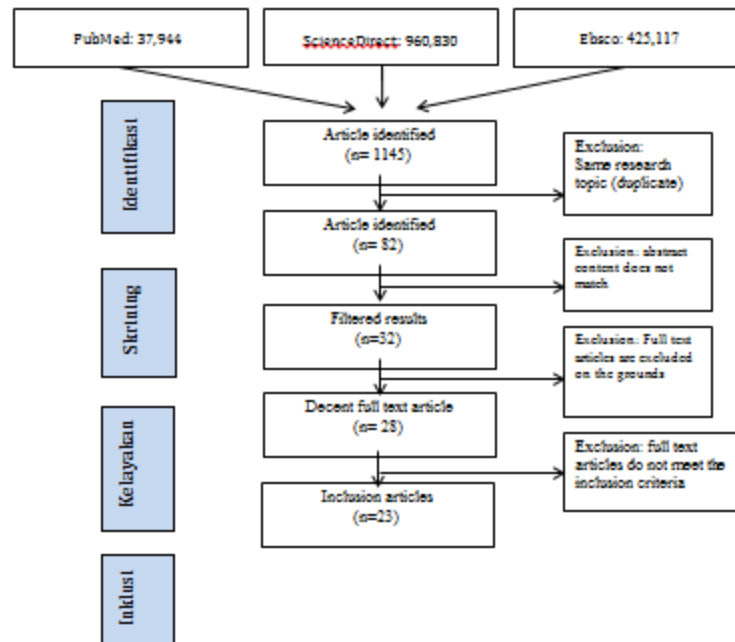 PubMed: 37,944
ScienceDirect: 960,830
Ebsco: 425,117
Identifikasi
Article identified
(n= 1145)
Exclusion:
Same research
topic (duplicate)
Article identified
(n= 82)
Exclusion: abstract
content does not
match
Skrining
Filtered results
(n=32)
Exclusion: Full text
articles are excluded
on the grounds
Kelayakan
Decent full text article
(n= 28)
Exclusion: full text
articles do not meet the
inclusion criteria
Inclusion articles
(n=23)
Inklusi